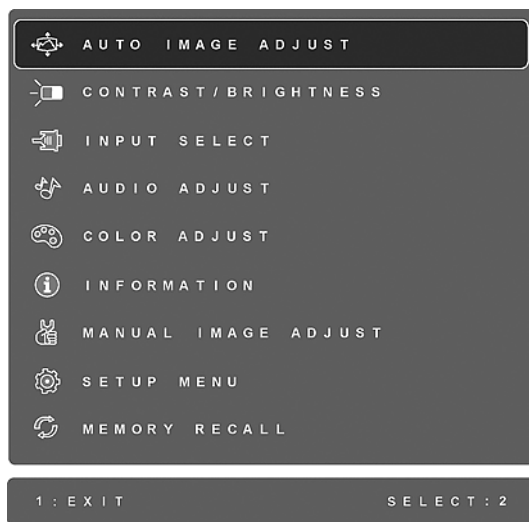 AUTO IMAGE ADJUST
CONTRAST/BRIGHTNESS
INPUT SELECT
AUDIO ADJUST
COLOR ADJUST
INFORMATION
MANUAL IMAGE ADJUST
SETUP MENU
MEMORY RECALL
1:EXIT SELECT:2